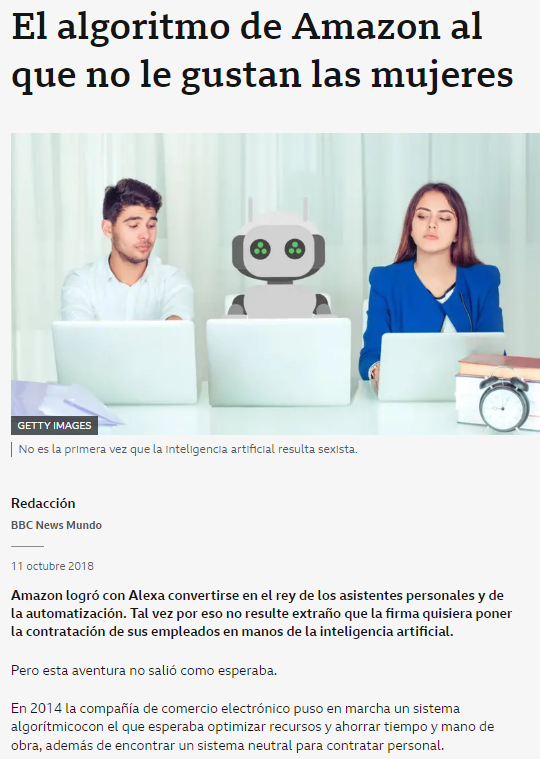 El algoritmo de Amazon al
que no le gustan las mujeres
GETTY IMAGES
No es la primera vez que la inteligencia artificial resulta sexista.
Redacción
BBC News Mundo
11 octubre 2018
Amazon logró con Alexa convertirse en el rey de los asistentes personales y de
la automatización. Tal vez por eso no resulte extraño que la firma quisiera poner
la contratación de sus empleados en manos de la inteligencia artificial.
Pero esta aventura no salió como esperaba.
En 2014 la compañía de comercio electrónico puso en marcha un sistema
algorítmicocon el que esperaba optimizar recursos y ahorrar tiempo y mano de
obra, además de encontrar un sistema neutral para contratar personal.